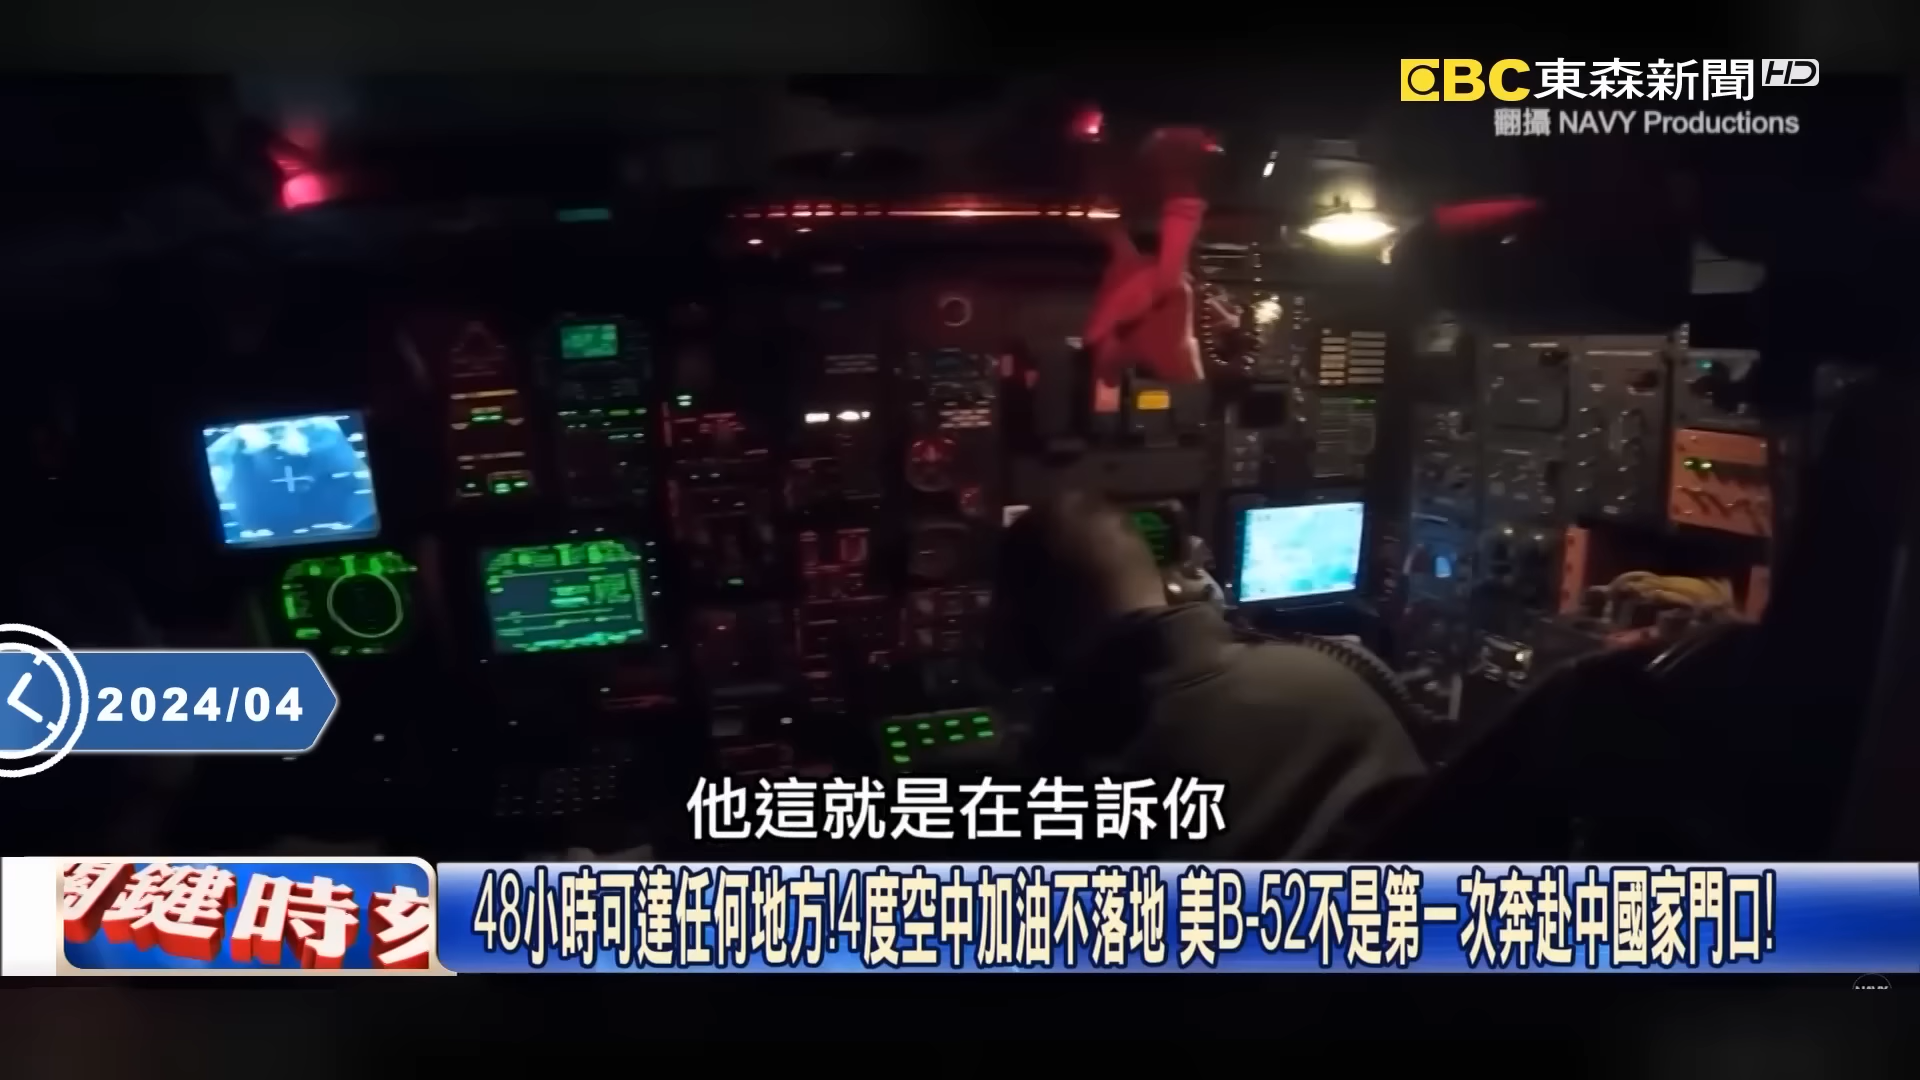 EBC東森新聞HD
翻攝 NAVY Productions
2024/04
他這就是在告訴你
關鍵時刻
48小時可達任何地方!4度空中加油不落地 美B-52不是第一次奔赴中國家門口!